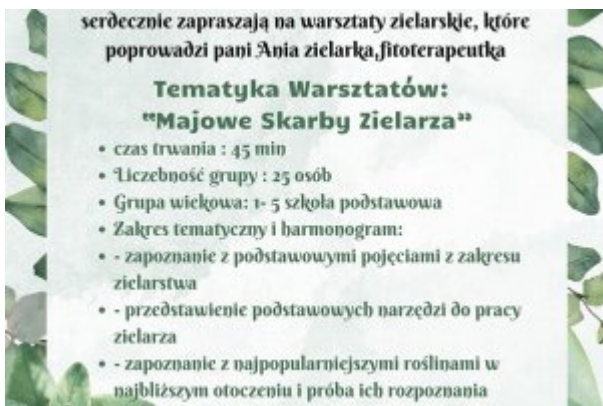 serdecznie zapraszają na warsztaty zielarskie, które
poprowadzi pani Ania zielarka,fitoterapeutka
Tematyka Warsztatów:
"Majowe Skarby Zielarza"
• czas trwania : 45 min
• Liczebność grupy : 25 osób
• Grupa wiekowa: 1- 5 szkoła podstawowa
• Zakres tematyczny i harmonogram:
• - zapoznanie z podstawowymi pojęciami z zakresu
zielarstwa
• - przedstawienie podstawowych narzędzi do pracy
zielarza
• - zapoznanie z najpopularniejszymi roślinami w
najbliższym otoczeniu i próba ich rozpoznania